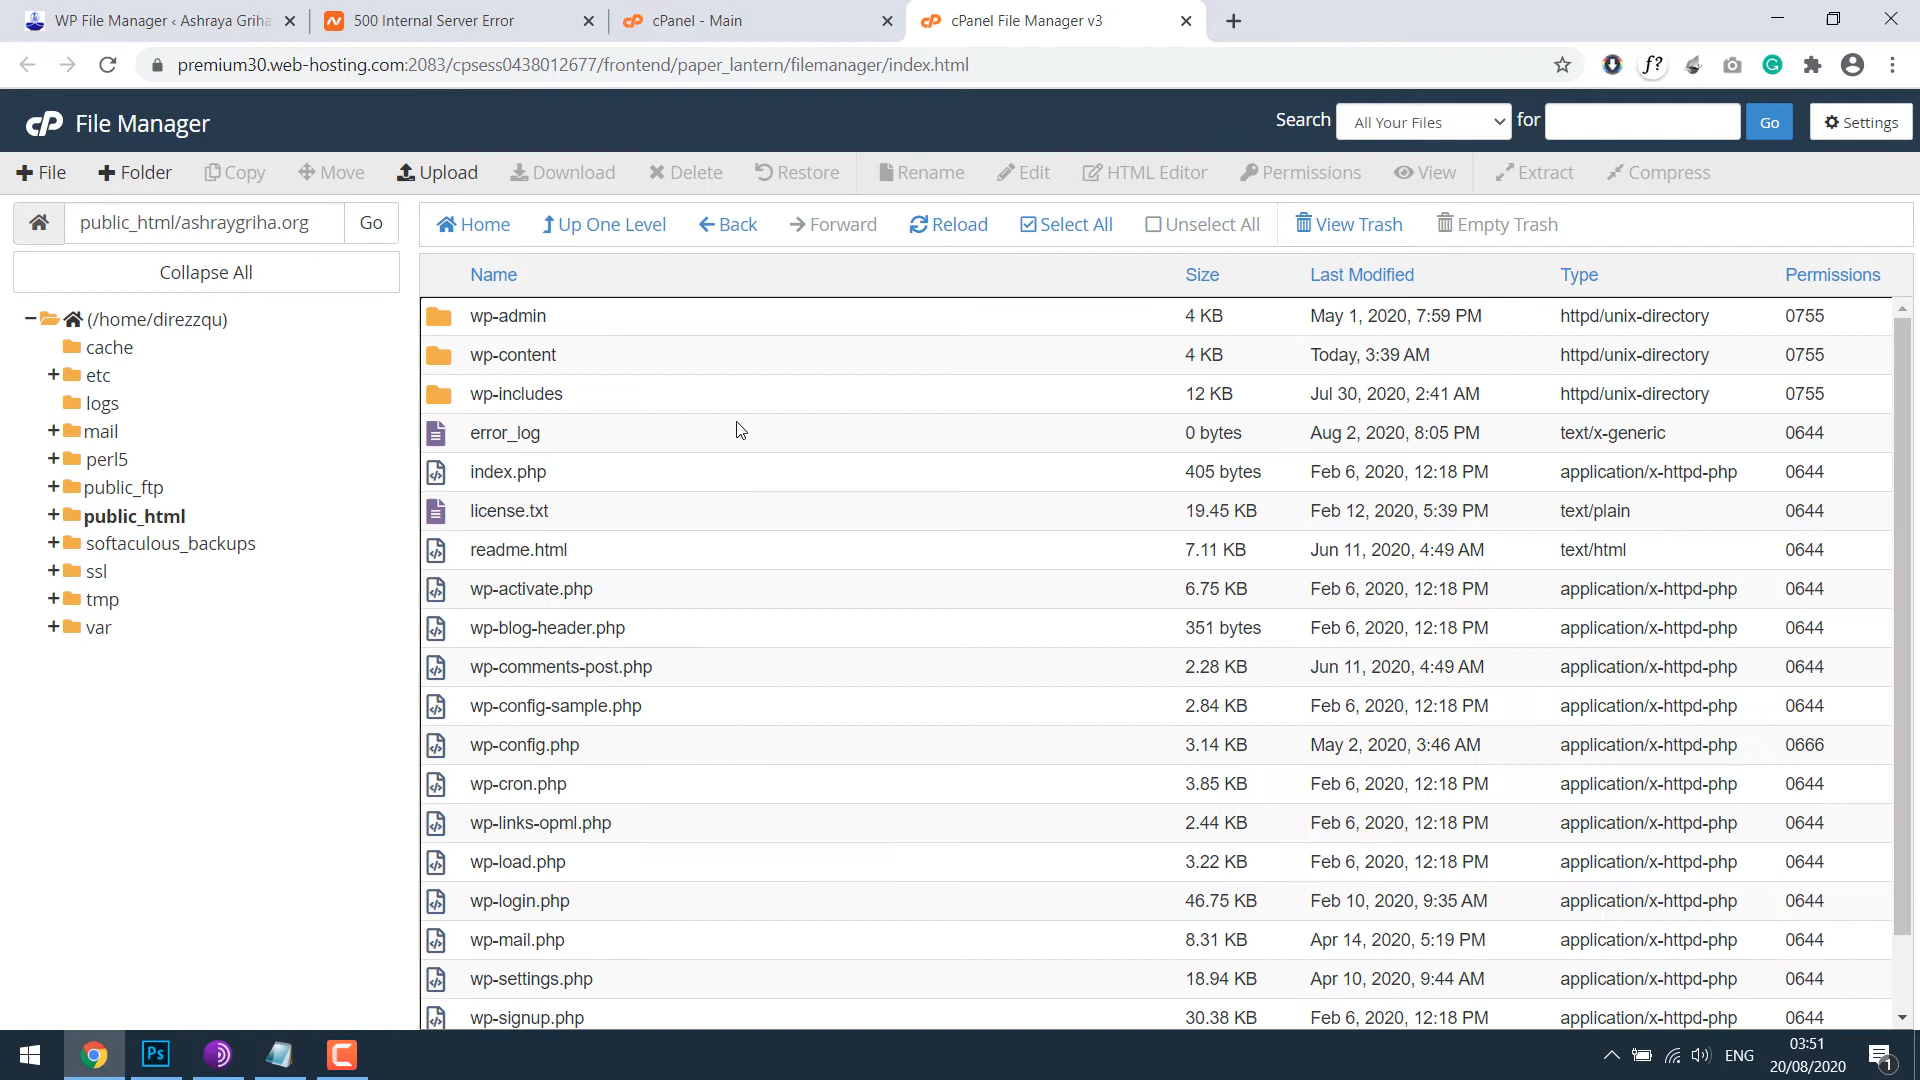 WP File Manager ‹ Ashraya Griha
500 Internal Server Error
cPanel - Main
cPanel File Manager v3
premium30.web-hosting.com:2083/cpsess0438012677/frontend/paper_lantern/filemanager/index.html
f?
cP File Manager
Search All Your Files for Go Settings
File Folder Copy Move Upload Download Delete Restore Rename Edit HTML Editor Permissions View Extract Compress
public_html/ashraygriha.org Go
Home Up One Level Back Forward Reload Select All Unselect All View Trash Empty Trash
Collapse All
(/home/direzzqu)
cache
etc
logs
mail
perl5
public_ftp
public_html
softaculous_backups
ssl
tmp
var
Name Size Last Modified Type Permissions
wp-admin 4 KB May 1, 2020, 7:59 PM httpd/unix-directory 0755
wp-content 4 KB Today, 3:39 AM httpd/unix-directory 0755
wp-includes 12 KB Jul 30, 2020, 2:41 AM httpd/unix-directory 0755
error_log 0 bytes Aug 2, 2020, 8:05 PM text/x-generic 0644
index.php 405 bytes Feb 6, 2020, 12:18 PM application/x-httpd-php 0644
license.txt 19.45 KB Feb 12, 2020, 5:39 PM text/plain 0644
readme.html 7.11 KB Jun 11, 2020, 4:49 AM text/html 0644
wp-activate.php 6.75 KB Feb 6, 2020, 12:18 PM application/x-httpd-php 0644
wp-blog-header.php 351 bytes Feb 6, 2020, 12:18 PM application/x-httpd-php 0644
wp-comments-post.php 2.28 KB Jun 11, 2020, 4:49 AM application/x-httpd-php 0644
wp-config-sample.php 2.84 KB Feb 6, 2020, 12:18 PM application/x-httpd-php 0644
wp-config.php 3.14 KB May 2, 2020, 3:46 AM application/x-httpd-php 0666
wp-cron.php 3.85 KB Feb 6, 2020, 12:18 PM application/x-httpd-php 0644
wp-links-opml.php 2.44 KB Feb 6, 2020, 12:18 PM application/x-httpd-php 0644
wp-load.php 3.22 KB Feb 6, 2020, 12:18 PM application/x-httpd-php 0644
wp-login.php 46.75 KB Feb 10, 2020, 9:35 AM application/x-httpd-php 0644
wp-mail.php 8.31 KB Apr 14, 2020, 5:19 PM application/x-httpd-php 0644
wp-settings.php 18.94 KB Apr 10, 2020, 9:44 AM application/x-httpd-php 0644
wp-signup.php 30.38 KB Feb 6, 2020, 12:18 PM application/x-httpd-php 0644
Ps
ENG
03:51
20/08/2020
1